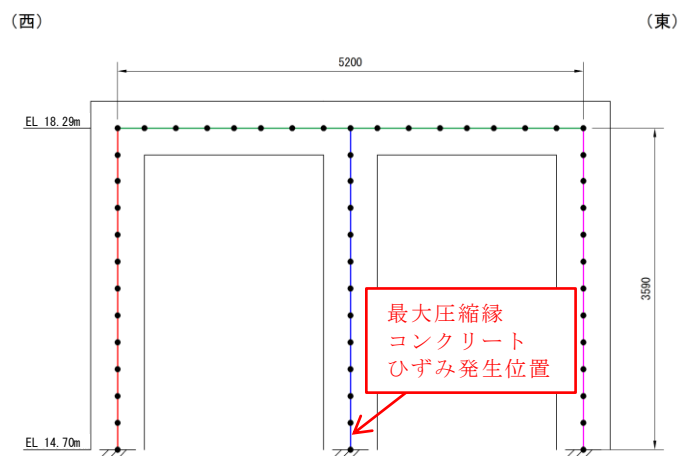 （西）
（東）
5200
EL 18.29m
3590
最大圧縮縁
コンクリート
ひずみ発生位置
EL 14.70m